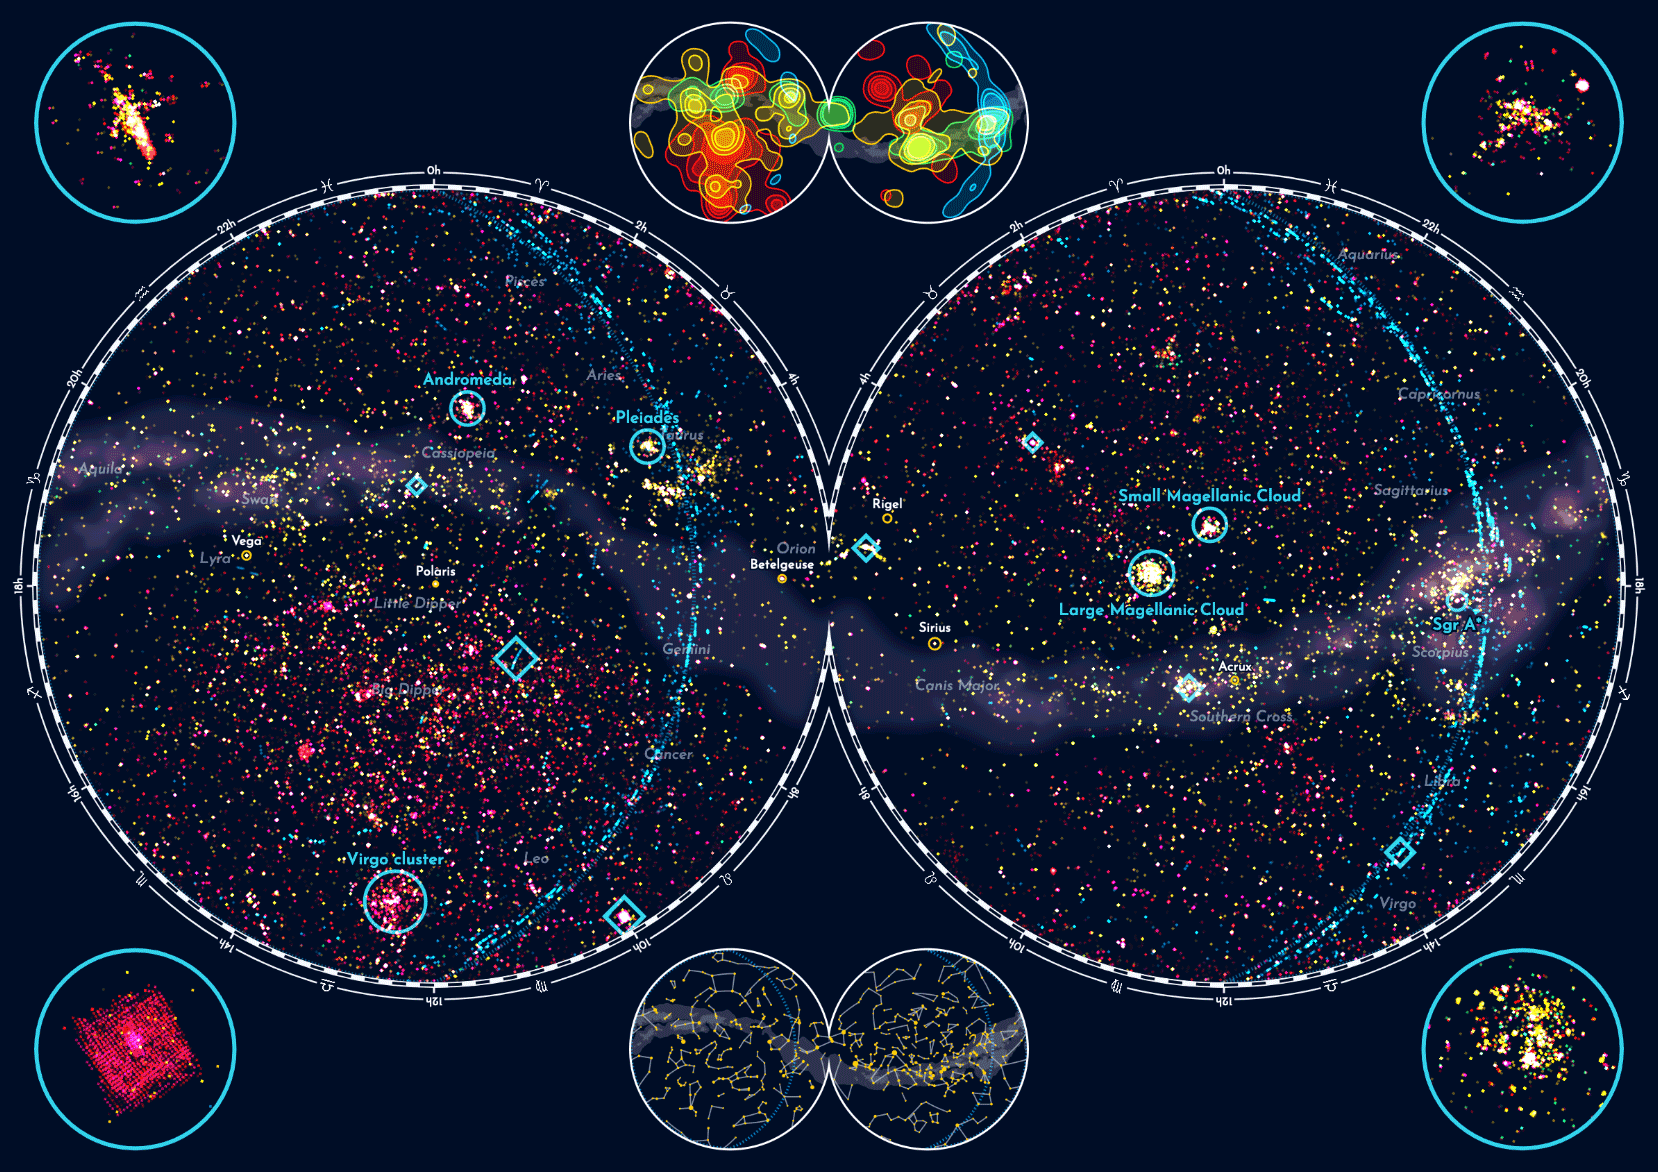 0h
22h
2h
20h
4h
18h
16h
8h
14h
10h
12h
Pisces
Aries
Andromeda
Pleiades
Taurus
Cassiopeia
Aquila
Swan
Vega
Lyra
Polaris
Little Dipper
Orion
Betelgeuse
Gemini
Big Dipper
Cancer
Virgo cluster
Leo
0h
2h
22h
4h
20h
18h
8h
16h
10h
14h
12h
Aquarius
Capricornus
Sagittarius
Small Magellanic Cloud
Rigel
Large Magellanic Cloud
Sirius
Sgr A*
Scorpius
Acrux
Canis Major
Southern Cross
Libra
Virgo